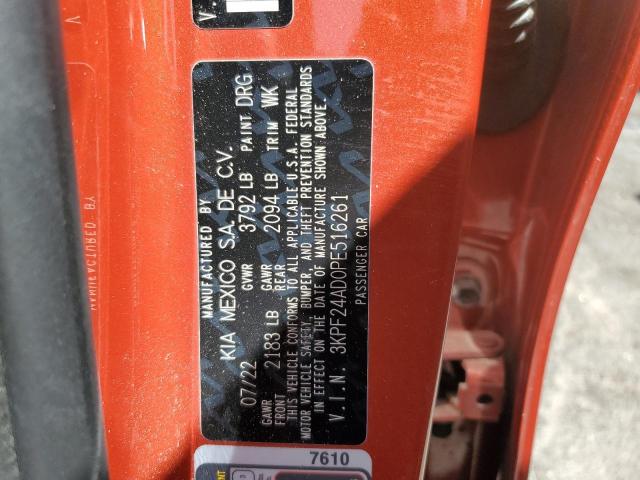 MANUFACTURED BY
KIA MEXICO S.A. DE C.V.
07/22 GVWR 3792 LB PAINT DRG
GAWR FRONT 2183 LB GAWR REAR 2094 LB TRIM WK
THIS VEHICLE CONFORMS TO ALL APPLICABLE U.S.A. FEDERAL
MOTOR VEHICLE SAFETY, BUMPER, AND THEFT PREVENTION STANDARDS
IN EFFECT ON THE DATE OF MANUFACTURE SHOWN ABOVE.
V.I.N: 3KPF24AD0PE516261
PASSENGER CAR
7610